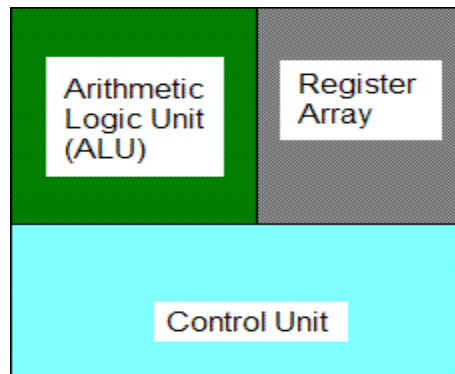 Arithmetic
Logic Unit
(ALU)
Register
Array
Control Unit